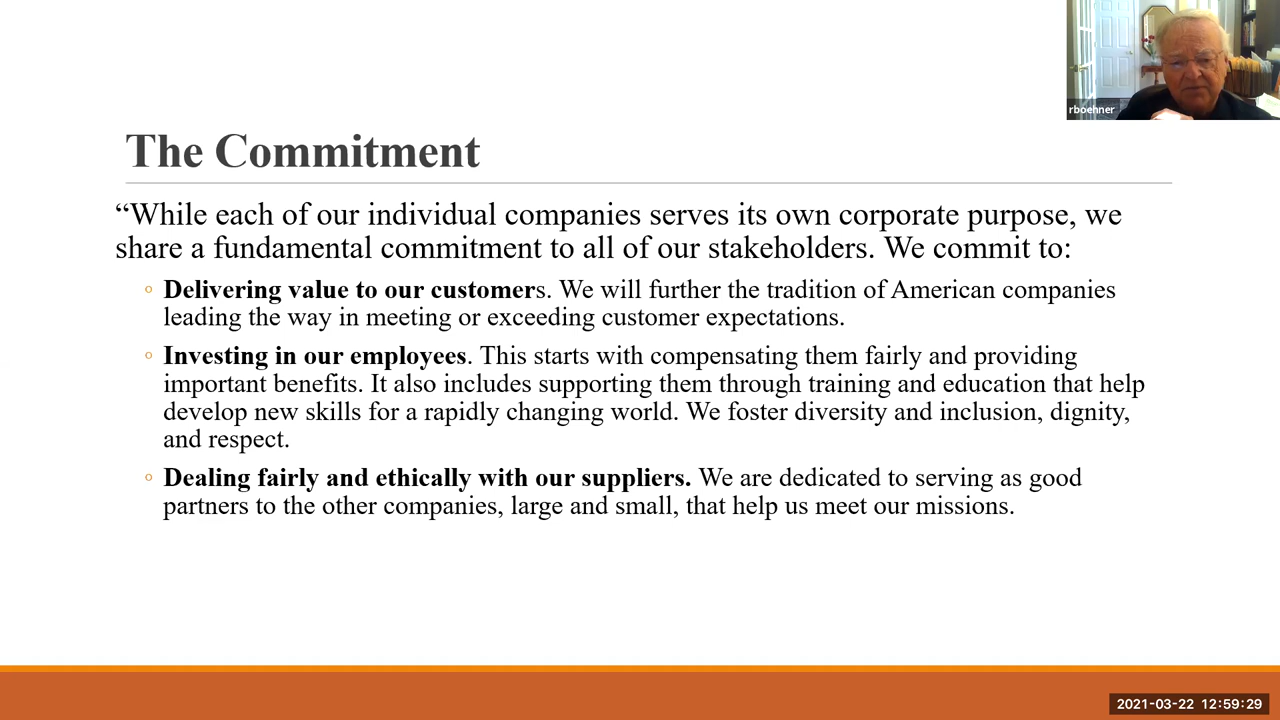 rboehner
The Commitment
“While each of our individual companies serves its own corporate purpose, we
share a fundamental commitment to all of our stakeholders. We commit to:
◦ Delivering value to our customers. We will further the tradition of American companies
leading the way in meeting or exceeding customer expectations.
◦ Investing in our employees. This starts with compensating them fairly and providing
important benefits. It also includes supporting them through training and education that help
develop new skills for a rapidly changing world. We foster diversity and inclusion, dignity,
and respect.
◦ Dealing fairly and ethically with our suppliers. We are dedicated to serving as good
partners to the other companies, large and small, that help us meet our missions.
2021-03-22 12:59:29